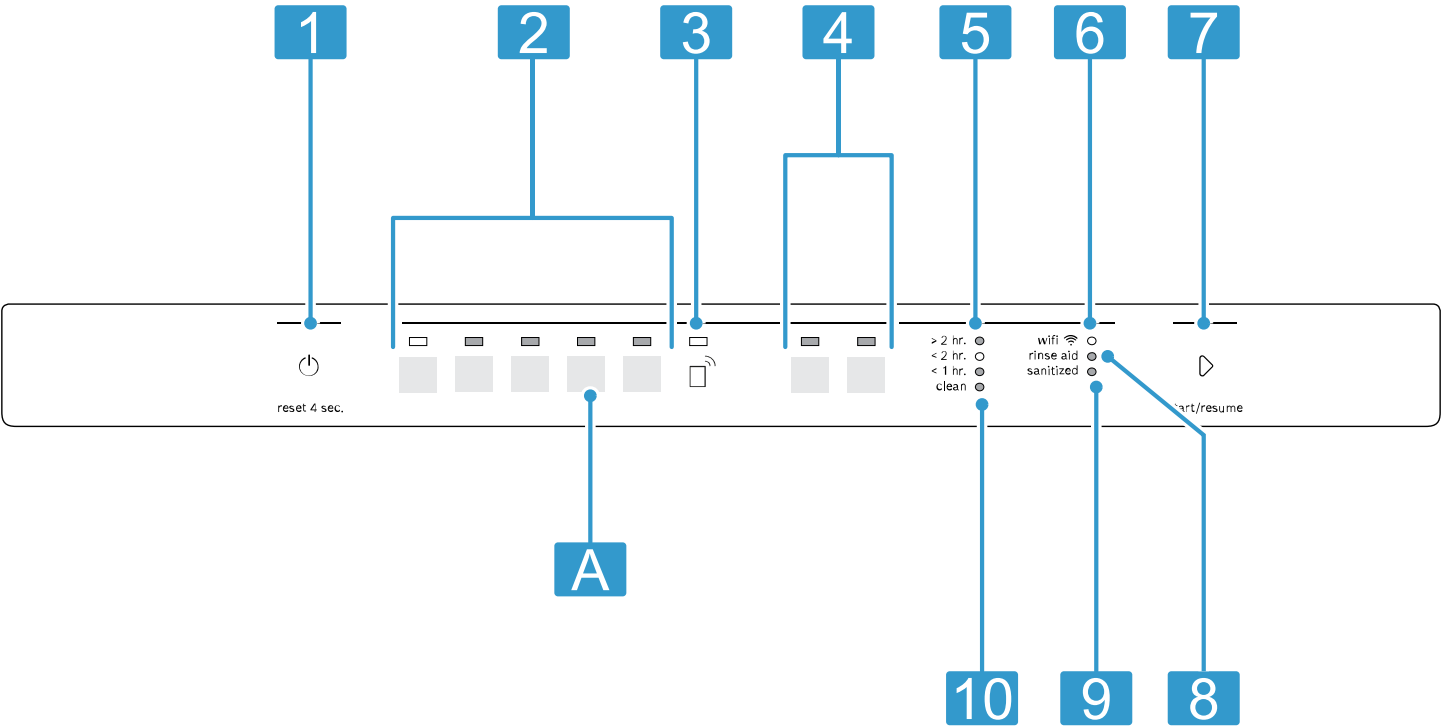 1 2 3 4 5 6 7
> 2 hr. wifi
< 2 hr. rinse aid
< 1 hr. sanitized
clean
reset 4 sec. art/resume
A
10 9 8